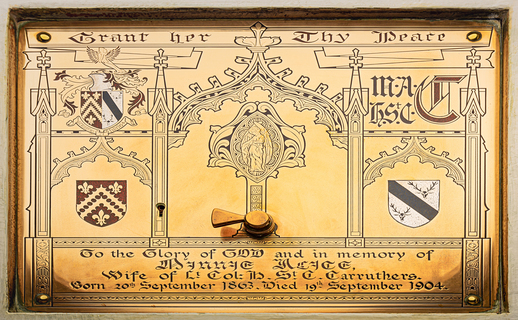 Grant her Thy Peace
MA
HSC
C
To the Glory of GOD and in memory of
MINNIE ALICE,
Wife of Lt. Col: H. St. C. Carruthers.
Born 20th September 1863. Died 19th September 1904.